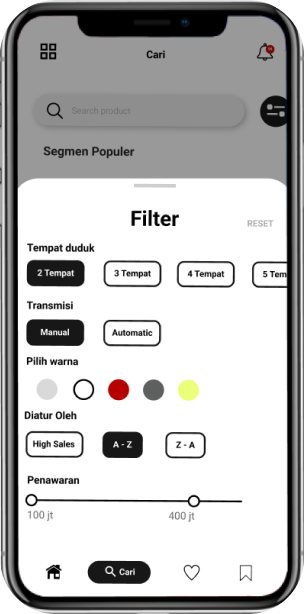 Cari
Search product
Segmen Populer
Filter
RESET
Tempat duduk
2 Tempat 3 Tempat 4 Tempat 5 Tem
Transmisi
Manual Automatic
Pilih warna
Diatur Oleh
High Sales A - Z Z - A
Penawaran
100 jt 400 jt
Cari